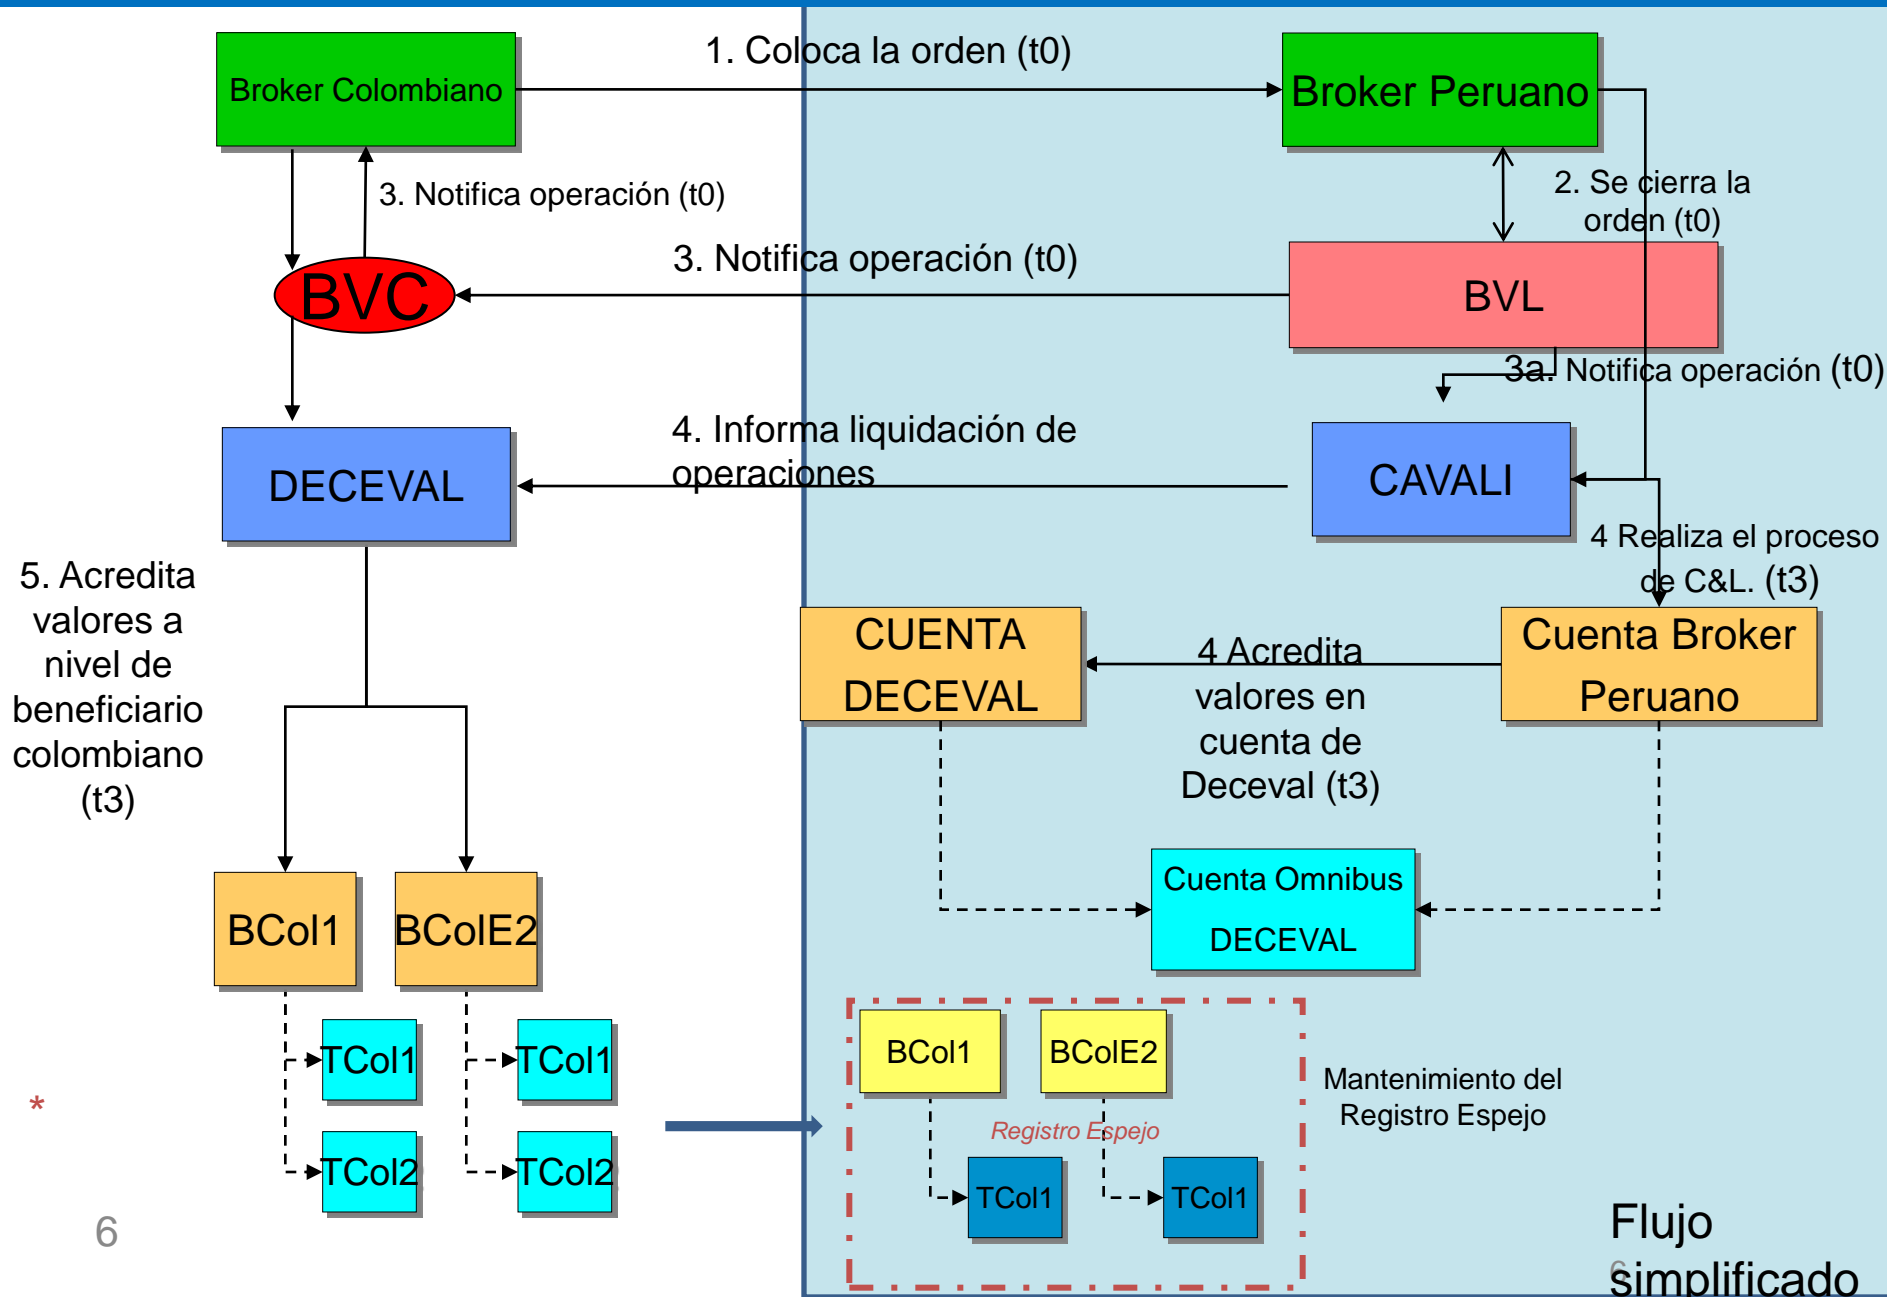 1. Coloca la orden (t0)
Broker Colombiano
Broker Peruano
3. Notifica operación (t0)
2. Se cierra la
orden (t0)
3. Notifica operación (t0)
BVC
BVL
3a. Notifica operación (t0)
4. Informa liquidación de
operaciones
DECEVAL
CAVALI
4 Realiza el proceso
de C&L. (t3)
5. Acredita
valores a
nivel de
beneficiario
colombiano
(t3)
CUENTA
DECEVAL
4 Acredita
valores en
cuenta de
Deceval (t3)
Cuenta Broker
Peruano
Cuenta Omnibus
DECEVAL
BCol1
BColE2
TCol1
TCol1
TCol2
TCol2
BCol1
BColE2
Registro Espejo
TCol1
TCol1
Mantenimiento del
Registro Espejo
*
6
Flujo
6
simplificado